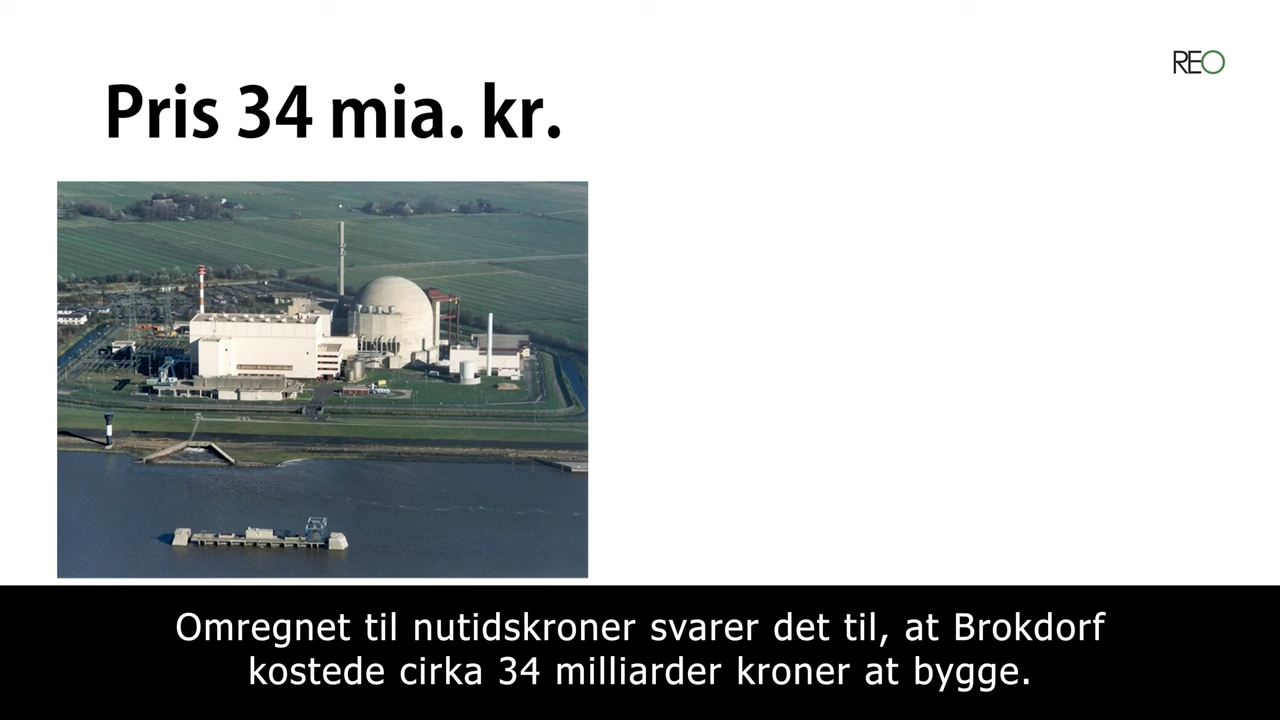 REO
Pris 34 mia. kr.
Omregnet til nutidskroner svarer det til, at Brokdorf
kostede cirka 34 milliarder kroner at bygge.